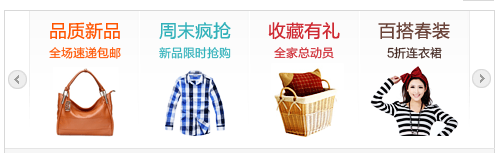 品质新品
全场速递包邮
周末疯抢
新品限时抢购
收藏有礼
全家总动员
百搭春装
5折连衣裙